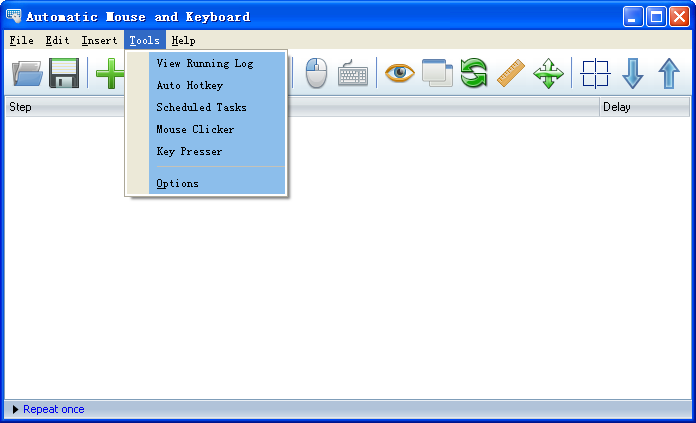 Automatic Mouse and Keyboard
File Edit Insert Tools Help
View Running Log
Auto Hotkey
Scheduled Tasks
Mouse Clicker
Key Presser
Options
Step Delay
Repeat once